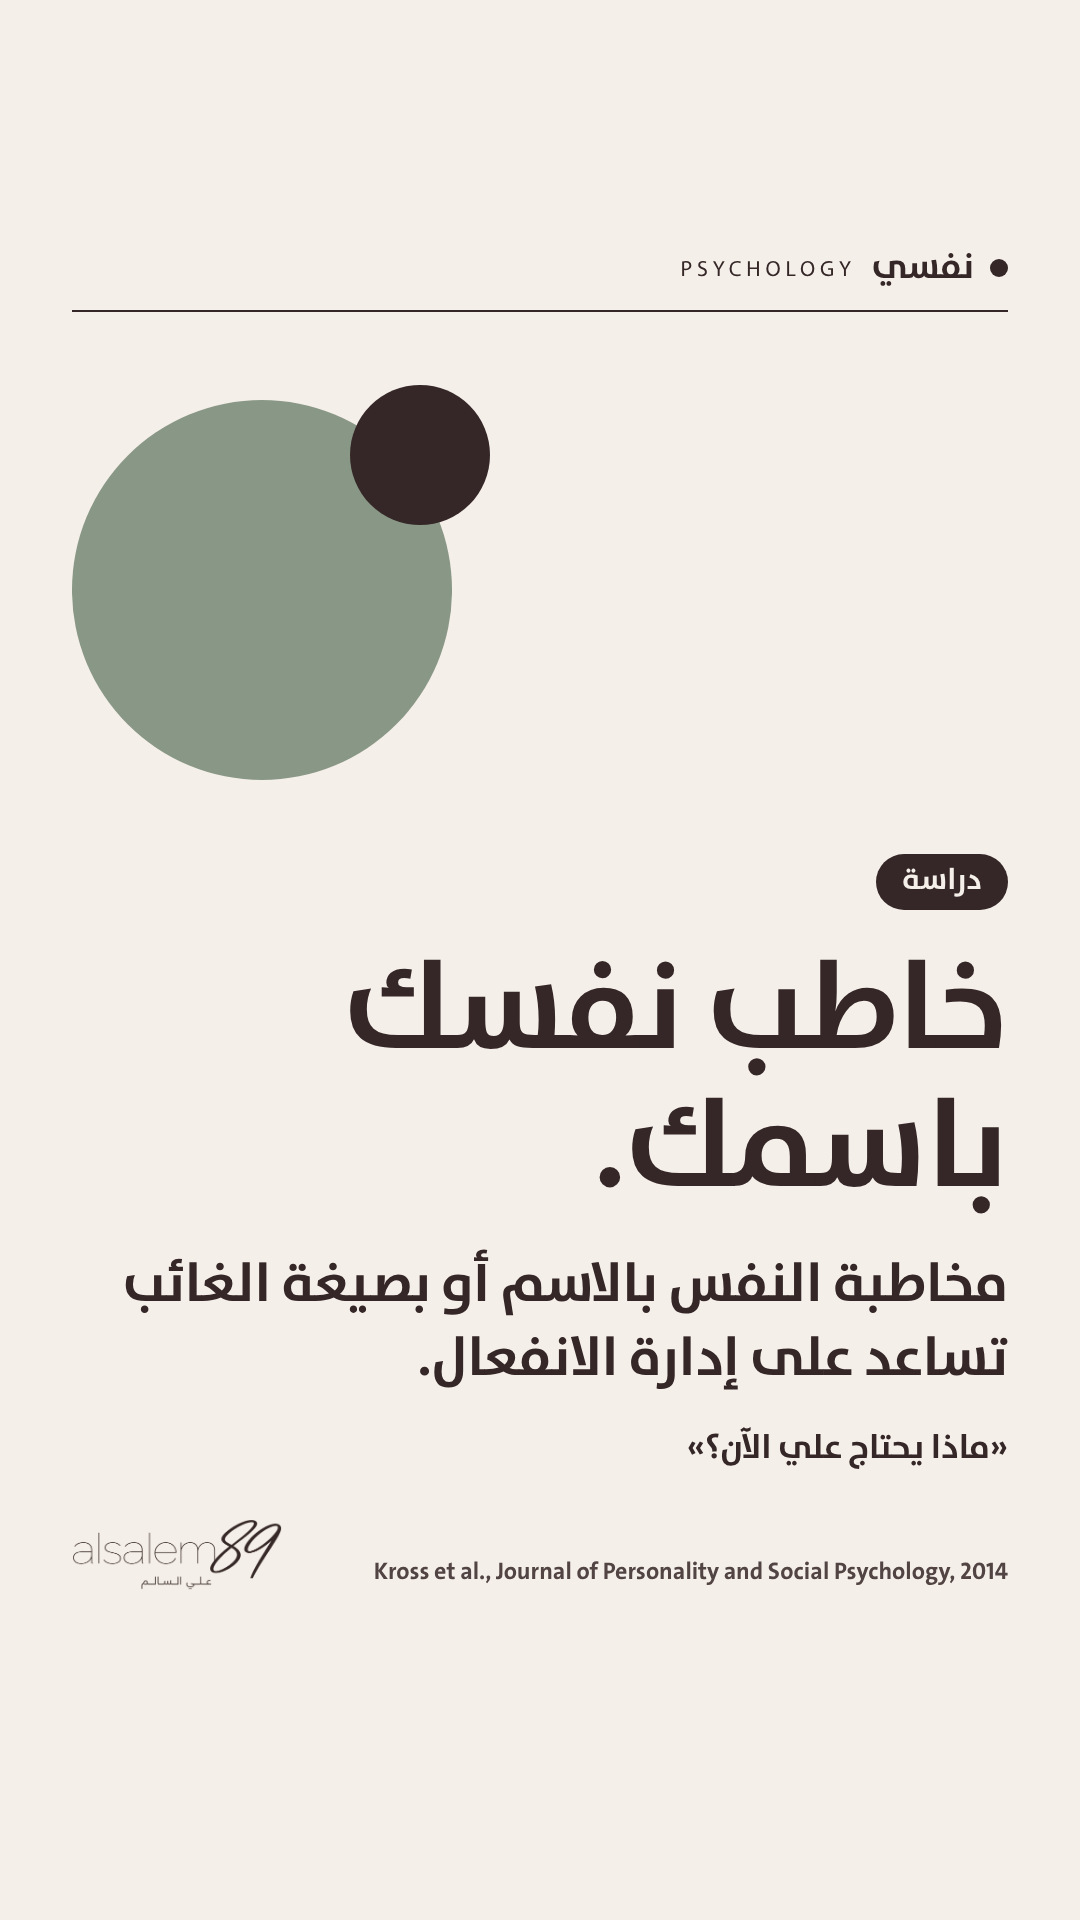 نفسي PSYCHOLOGY
دراسة
خاطب نفسك
باسمك.
مخاطبة النفس بالاسم أو بصيغة الغائب
تساعد على إدارة الانفعال.
«ماذا يحتاج علي الآن؟»
Kross et al., Journal of Personality and Social Psychology, 2014
alsalem89
علي السالم